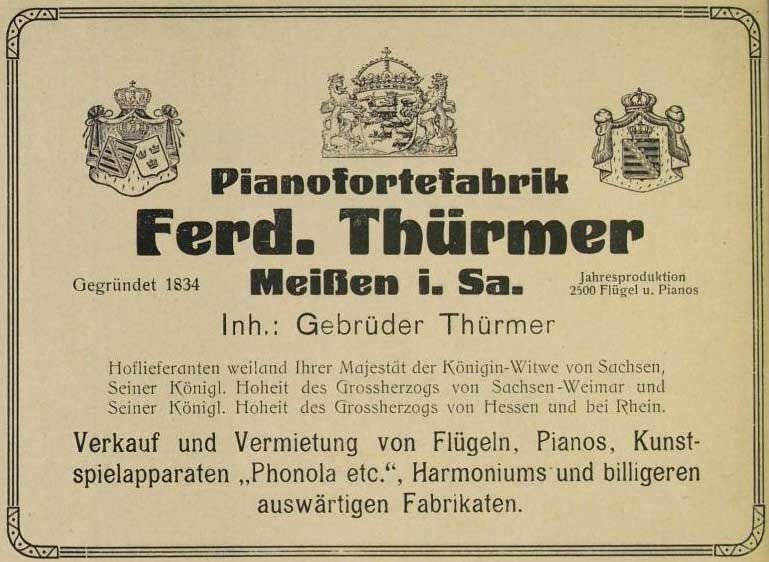 Pianofortefabrik
Ferd. Thürmer
Gegründet 1834
Meißen i. Sa.
Jahresproduktion
2500 Flügel u. Pianos
Inh.: Gebrüder Thürmer
Hoflieferanten weiland Ihrer Majestät der Königin-Witwe von Sachsen,
Seiner Königl. Hoheit des Grossherzogs von Sachsen-Weimar und
Seiner Königl. Hoheit des Grossherzogs von Hessen und bei Rhein.
Verkauf und Vermietung von Flügeln, Pianos, Kunst-
spielapparaten „Phonola etc.“, Harmoniums und billigeren
auswärtigen Fabrikaten.